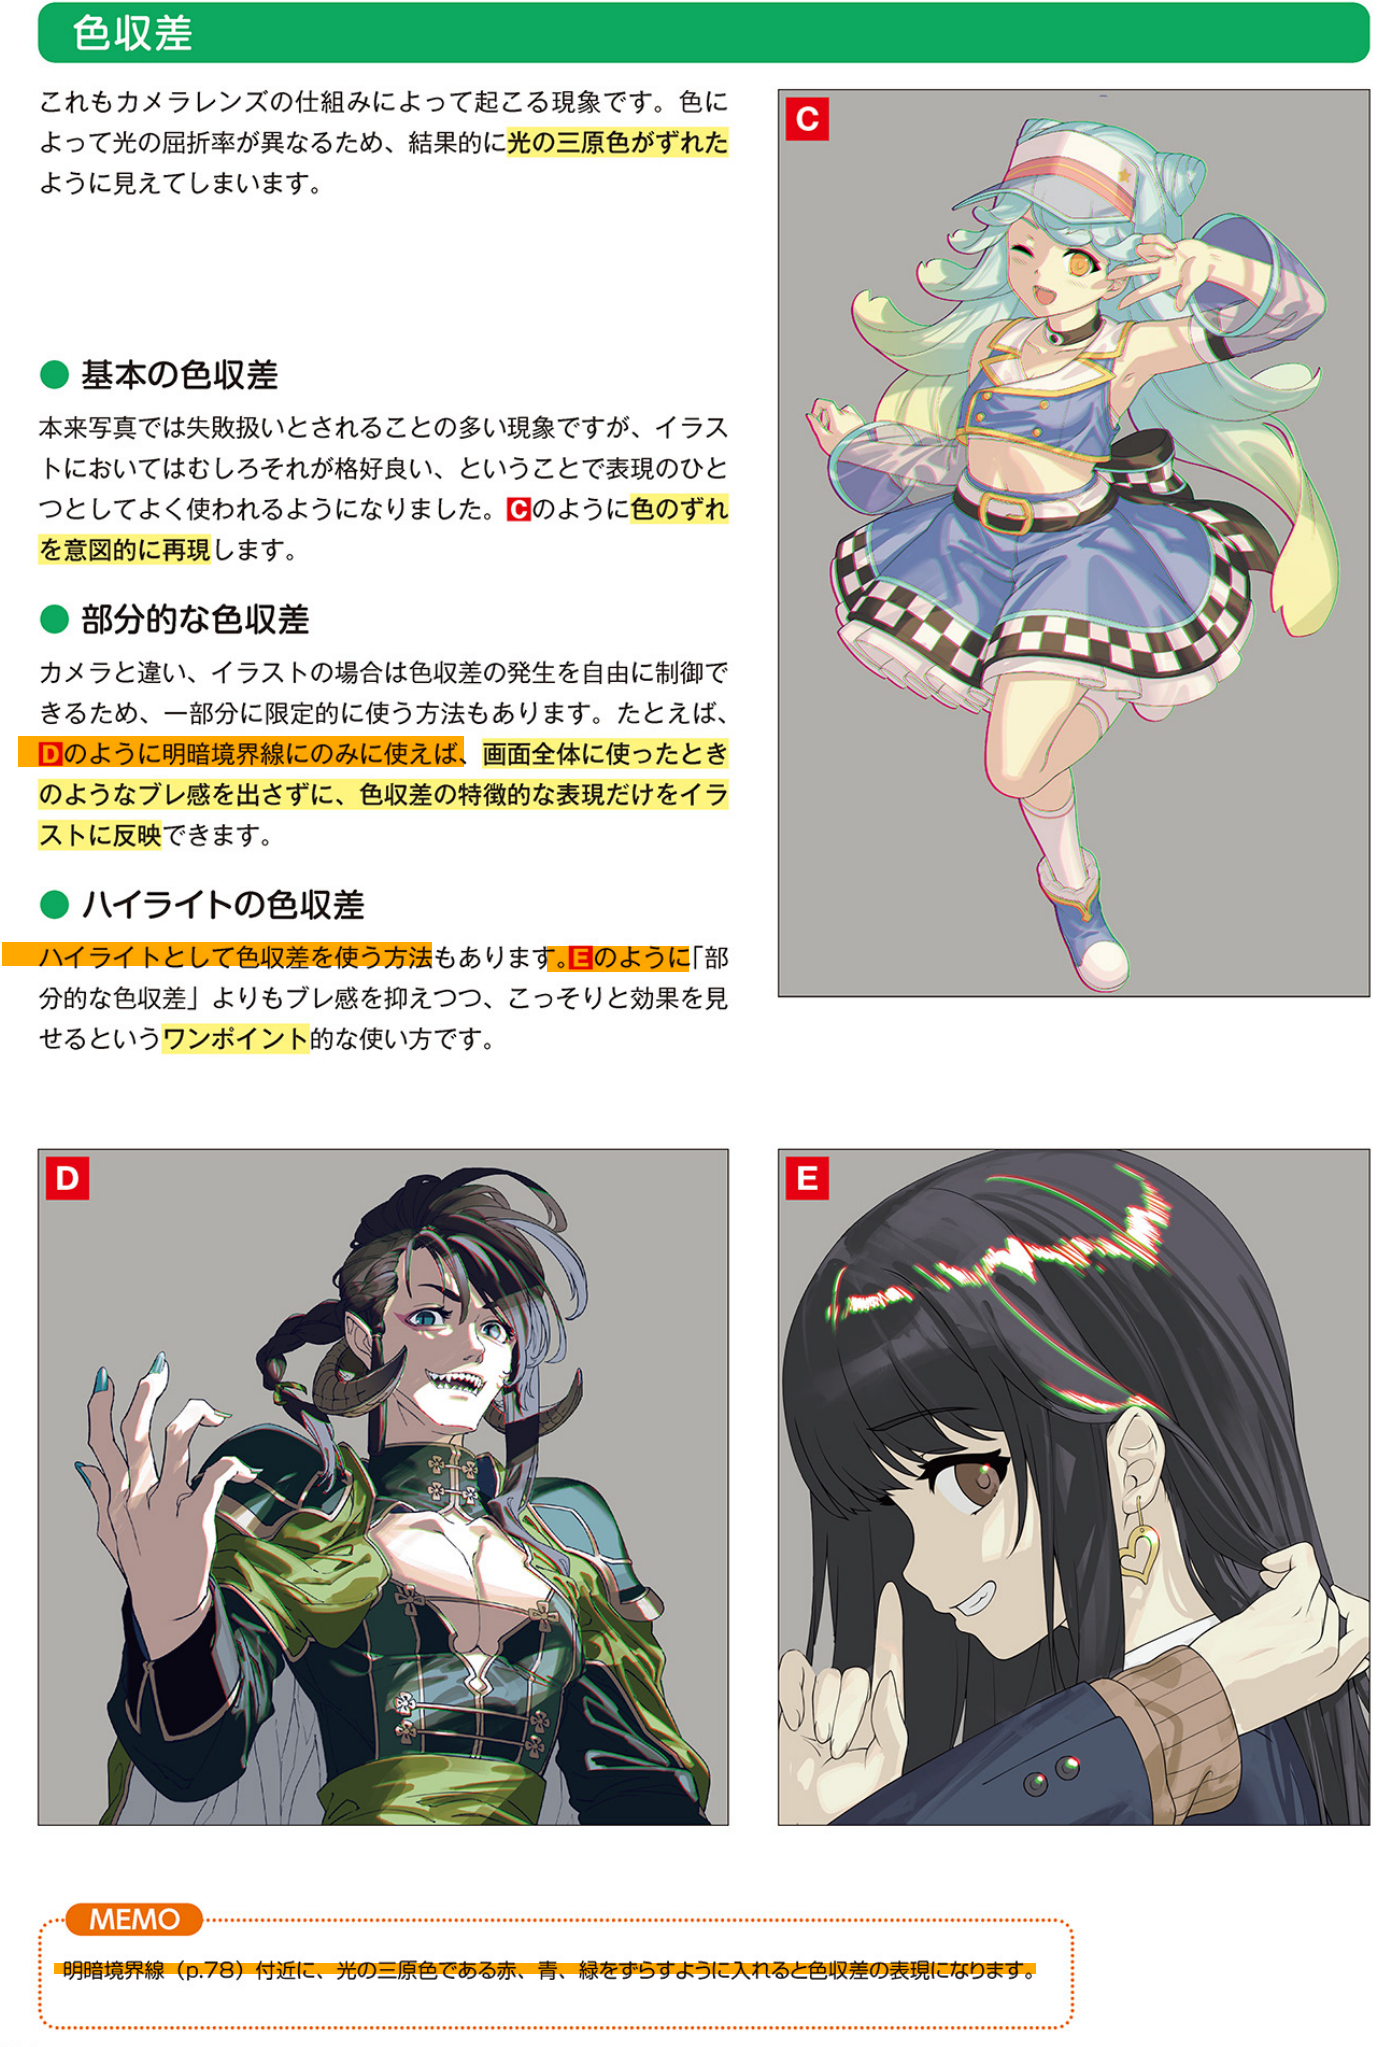 色収差
これもカメラレンズの仕組みによって起こる現象です。色に
よって光の屈折率が異なるため、結果的に光の三原色がずれた
ように見えてしまいます。
● 基本の色収差
本来写真では失敗扱いとされることの多い現象ですが、イラス
トにおいてはむしろそれが格好良い、ということで表現のひと
つとしてよく使われるようになりました。Cのように色のずれ
を意図的に再現します。
● 部分的な色収差
カメラと違い、イラストの場合は色収差の発生を自由に制御で
きるため、一部分に限定的に使う方法もあります。たとえば、
Dのように明暗境界線にのみに使えば、画面全体に使ったとき
のようなブレ感を出さずに、色収差の特徴的な表現だけをイラ
ストに反映できます。
● ハイライトの色収差
ハイライトとして色収差を使う方法もあります。Eのように「部
分的な色収差」よりもブレ感を抑えつつ、こっそりと効果を見
せるというワンポイント的な使い方です。
C
D
E
MEMO
明暗境界線（p.78）付近に、光の三原色である赤、青、緑をずらすように入れると色収差の表現になります。